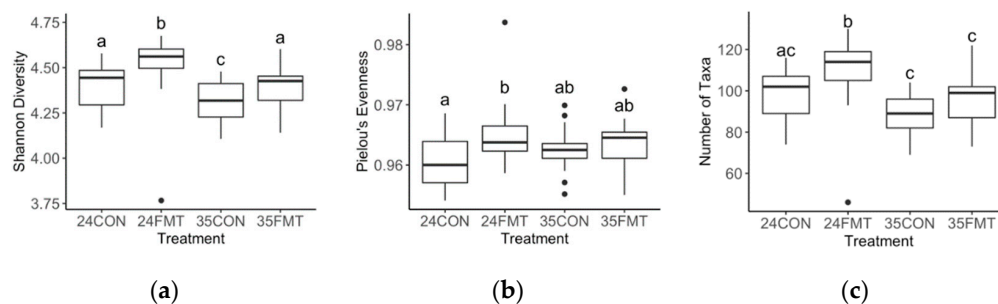 4.75
4.50
4.25
4.00
3.75
Shannon Diversity
a
b
c
a
24CON 24FMT 35CON 35FMT
Treatment
(a)
0.98
0.97
0.96
Pielou's Evenness
a
b
ab
ab
24CON 24FMT 35CON 35FMT
Treatment
(b)
120
100
80
60
Number of Taxa
ac
b
c
c
24CON 24FMT 35CON 35FMT
Treatment
(c)